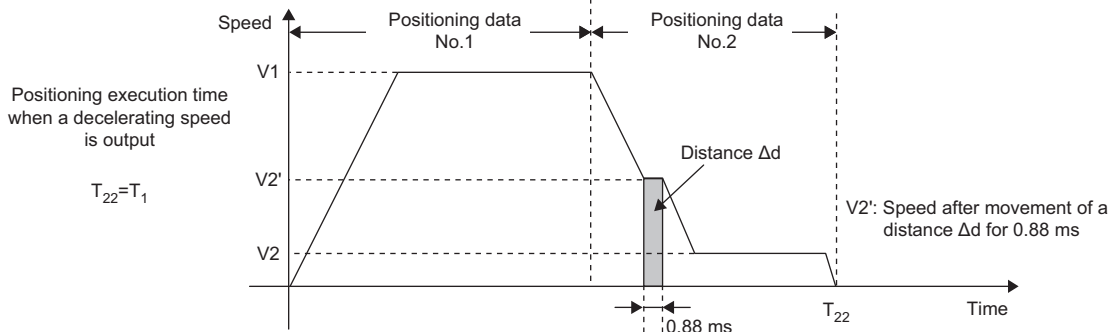 Speed
Positioning data
No.1
Positioning data
No.2
V1
Positioning execution time
when a decelerating speed
is output
T22=T1
Distance Δd
V2'
V2': Speed after movement of a
distance Δd for 0.88 ms
V2
T22
Time
0.88 ms